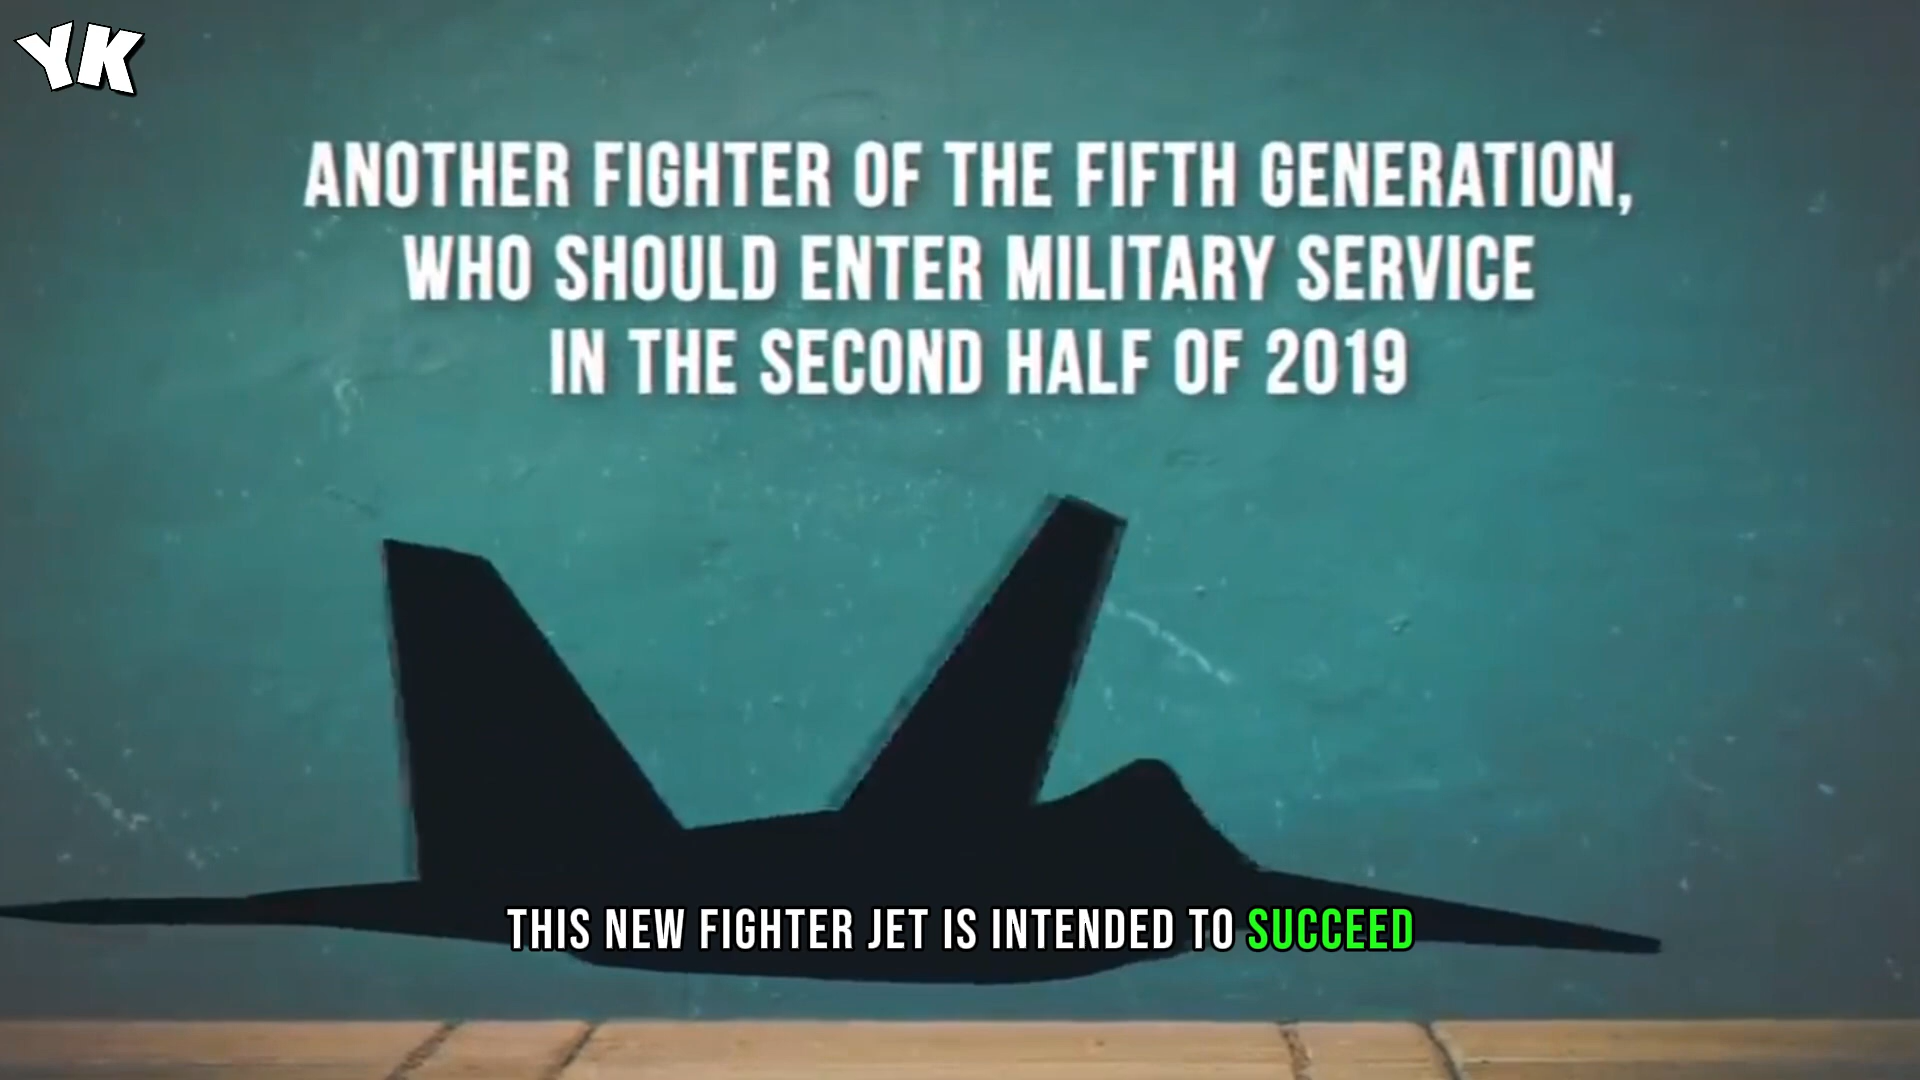 YK
ANOTHER FIGHTER OF THE FIFTH GENERATION,
WHO SHOULD ENTER MILITARY SERVICE
IN THE SECOND HALF OF 2019
THIS NEW FIGHTER JET IS INTENDED TO SUCCEED